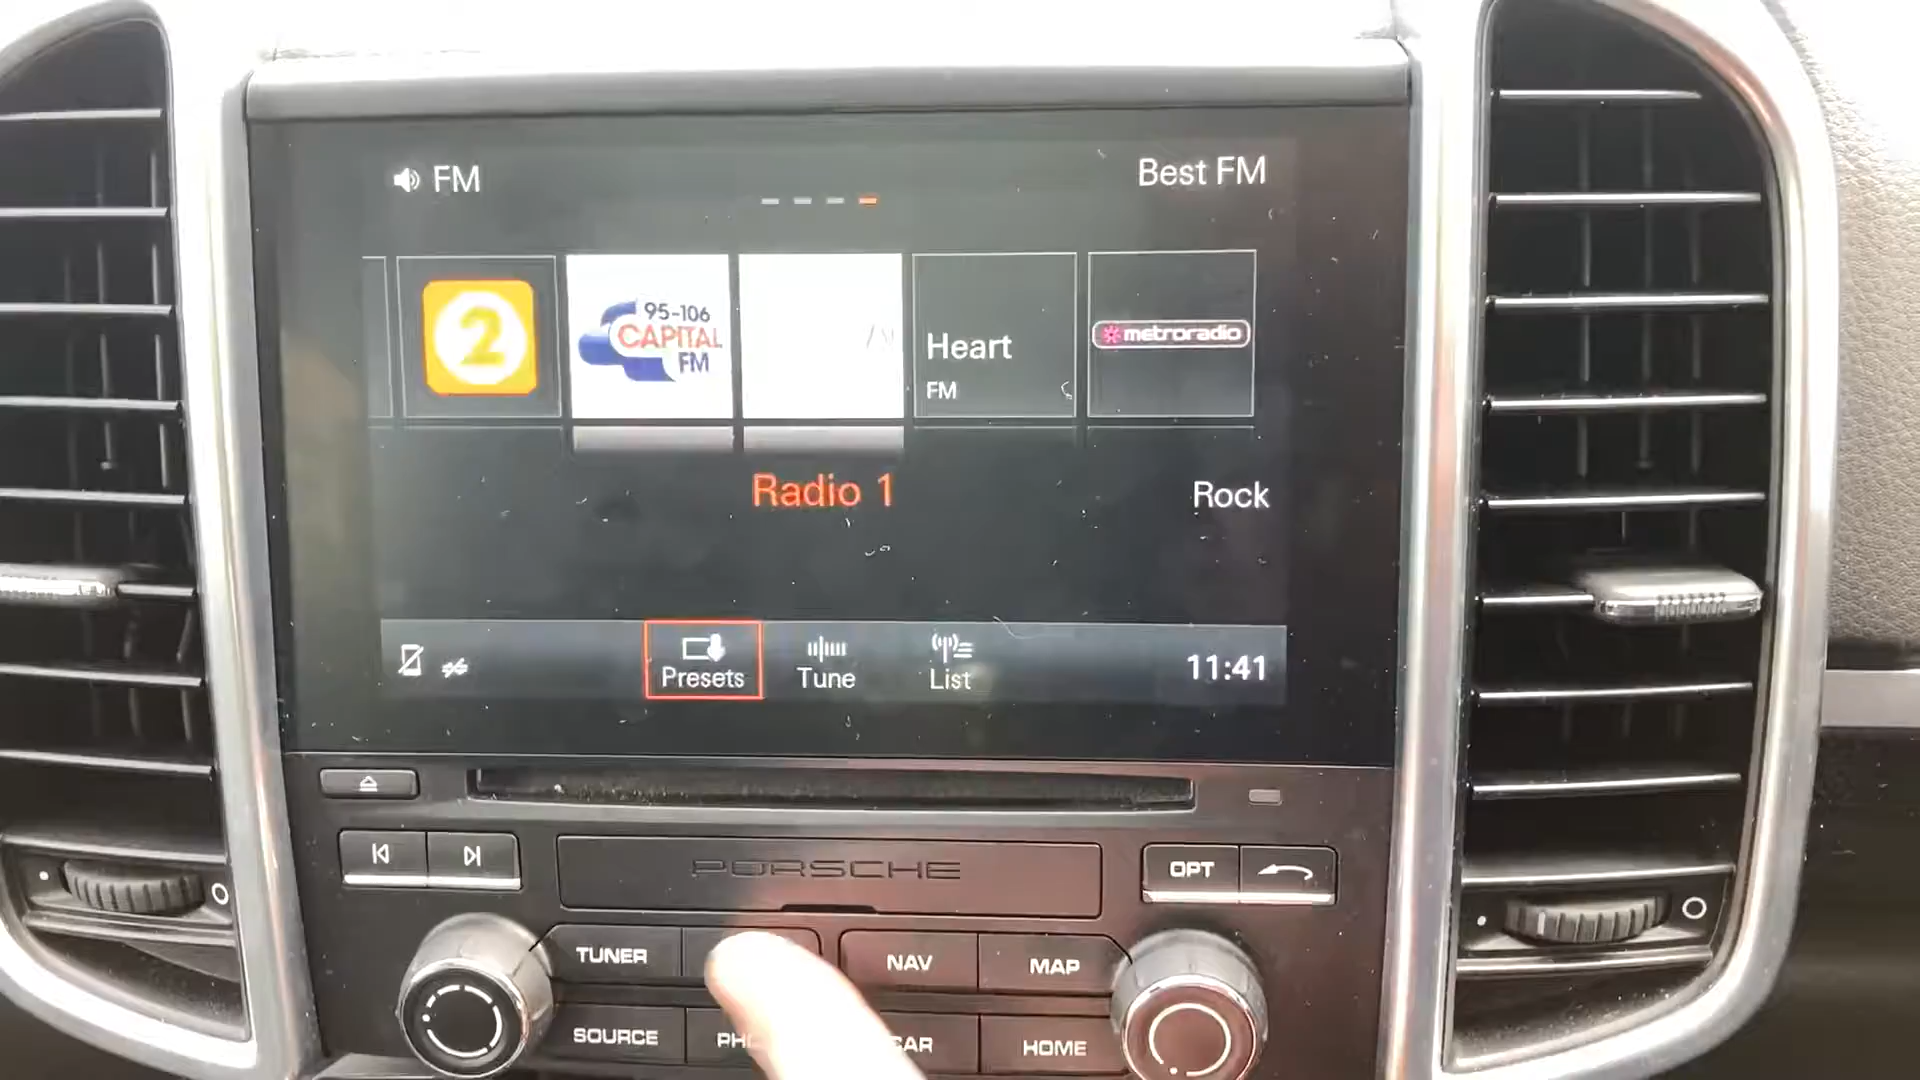 FM
Best FM
2
95-106
CAPITAL
FM
Heart
FM
metroradio
Radio 1
Rock
Presets
Tune
List
11:41
PORSCHE
OPT
TUNER
NAV
MAP
SOURCE
CAR
HOME